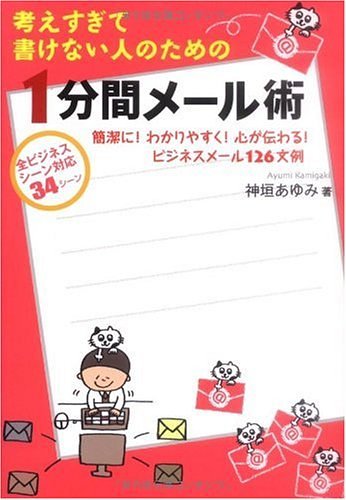 考えすぎて
書けない人のための
1分間メール術
簡潔に!わかりやすく!心が伝わる!
ビジネスメール126文例
全ビジネス
シーン対応
34シーン
Ayumi Kamigaki
神垣あゆみ 著
@
@
@
@
@
@